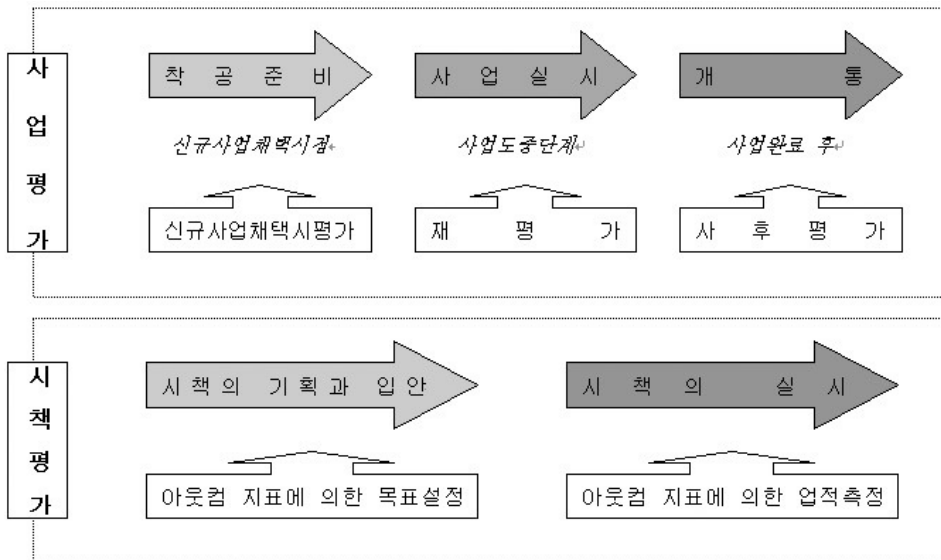 사업평가
착 공 준 비
사 업 실 시
개 통
신규사업채택시점
사업도중단계
사업완료 후
신규사업채택시평가
재 평 가
사 후 평 가
시책평가
시책의 기획과 입안
시 책 의 실 시
아웃컴 지표에 의한 목표설정
아웃컴 지표에 의한 업적측정